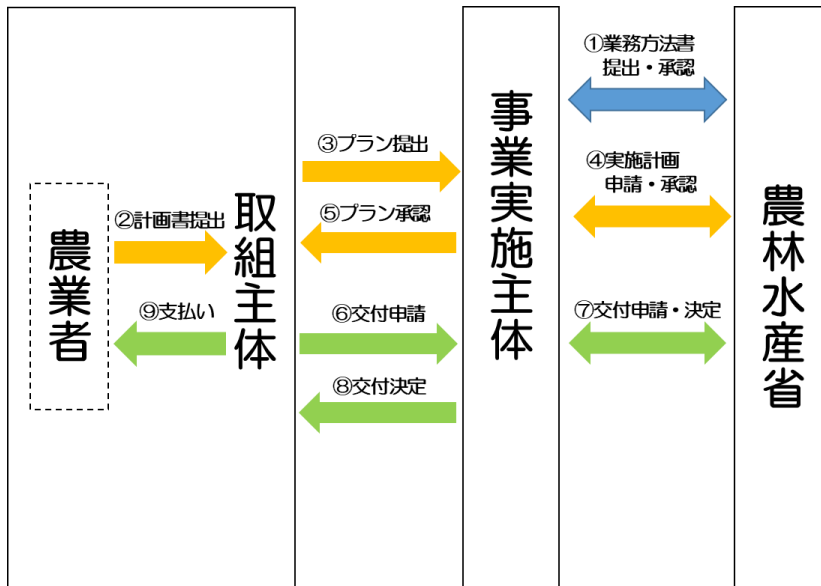 ①業務方法書
提出・承認
③プラン提出
④実施計画
申請・承認
②計画書提出
⑤プラン承認
⑨支払い
⑥交付申請
⑦交付申請・決定
⑧交付決定
農業者
取組主体
事業実施主体
農林水産省